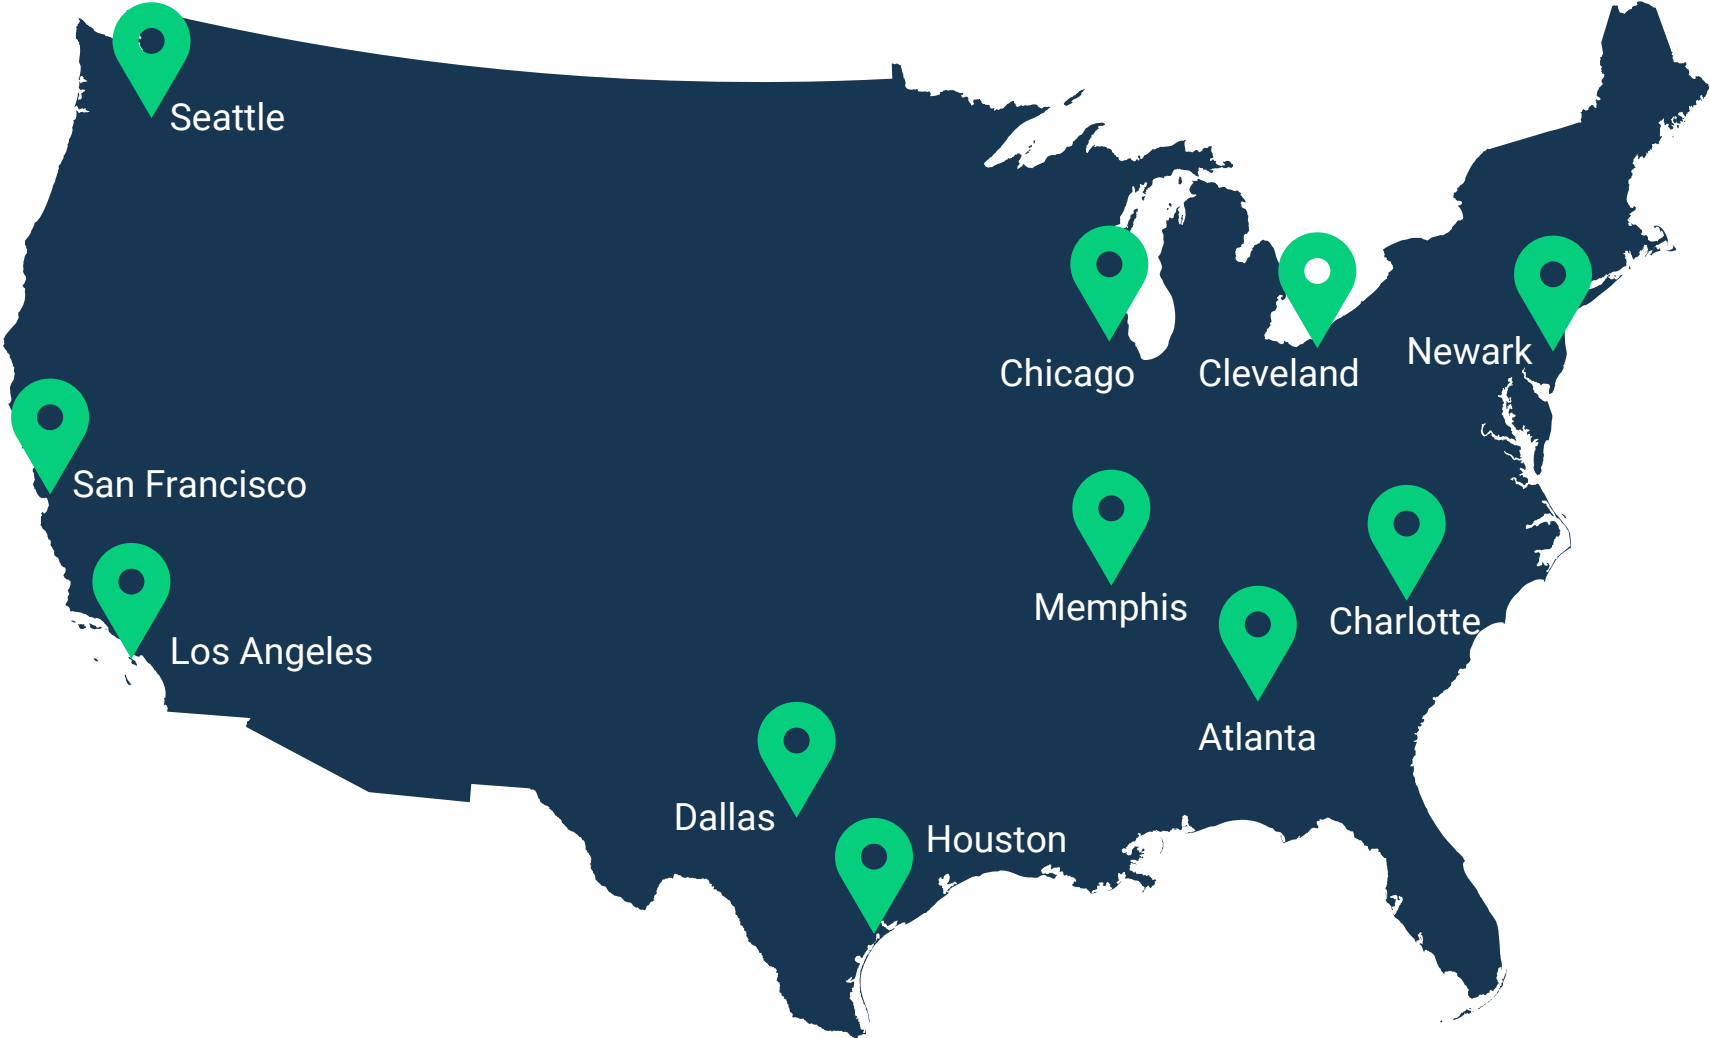 Seattle
Newark
Chicago
Cleveland
San Francisco
Memphis
Charlotte
Los Angeles
Atlanta
Dallas
Houston